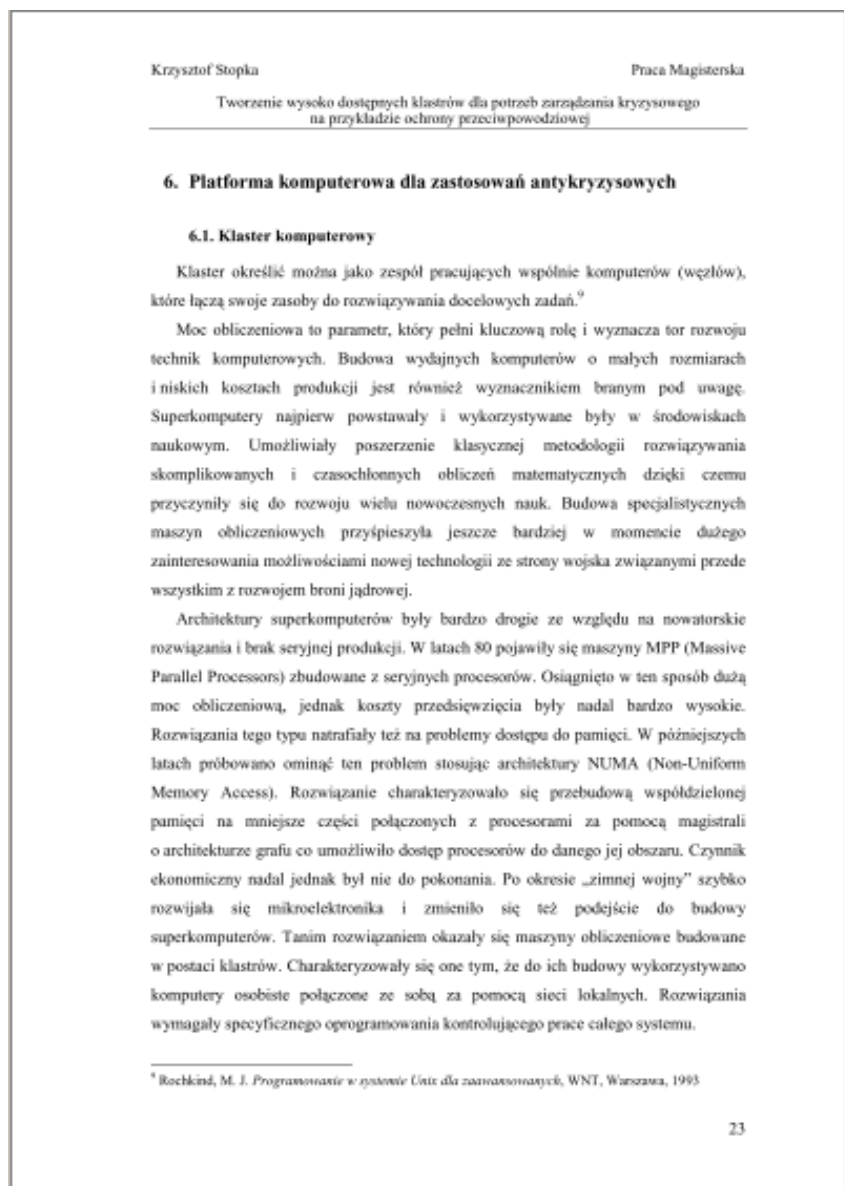 Krzysztof Stopka Praca Magisterska
Tworzenie wysoko dostępnych klastrów dla potrzeb zarządzania kryzysowego
na przykładzie ochrony przeciwpowodziowej
6. Platforma komputerowa dla zastosowań antykryzysowych
6.1. Klaster komputerowy
Klaster określić można jako zespół pracujących wspólnie komputerów (węzłów),
które łączą swoje zasoby do rozwiązywania docelowych zadań.9
Moc obliczeniowa to parametr, który pełni kluczową rolę i wyznacza tor rozwoju
technik komputerowych. Budowa wydajnych komputerów o małych rozmiarach
i niskich kosztach produkcji jest również wyznacznikiem branym pod uwagę.
Superkomputery najpierw powstawały i wykorzystywane były w środowiskach
naukowym. Umożliwiały poszerzenie klasycznej metodologii rozwiązywania
skomplikowanych i czasochłonnych obliczeń matematycznych dzięki czemu
przyczyniły się do rozwoju wielu nowoczesnych nauk. Budowa specjalistycznych
maszyn obliczeniowych przyśpieszyła jeszcze bardziej w momencie dużego
zainteresowania możliwościami nowej technologii ze strony wojska związanymi przede
wszystkim z rozwojem broni jądrowej.
Architektury superkomputerów były bardzo drogie ze względu na nowatorskie
rozwiązania i brak seryjnej produkcji. W latach 80 pojawiły się maszyny MPP (Massive
Parallel Processors) zbudowane z seryjnych procesorów. Osiągnięto w ten sposób dużą
moc obliczeniową, jednak koszty przedsięwzięcia były nadal bardzo wysokie.
Rozwiązania tego typu natrafiały też na problemy dostępu do pamięci. W późniejszych
latach próbowano ominąć ten problem stosując architektury NUMA (Non-Uniform
Memory Access). Rozwiązanie charakteryzowało się przebudową współdzielonej
pamięci na mniejsze części połączonych z procesorami za pomocą magistrali
o architekturze grafu co umożliwiło dostęp procesorów do danego jej obszaru. Czynnik
ekonomiczny nadal jednak był nie do pokonania. Po okresie „zimnej wojny” szybko
rozwijała się mikroelektronika i zmieniło się też podejście do budowy
superkomputerów. Tanim rozwiązaniem okazały się maszyny obliczeniowe budowane
w postaci klastrów. Charakteryzowały się one tym, że do ich budowy wykorzystywano
komputery osobiste połączone ze sobą za pomocą sieci lokalnych. Rozwiązania
wymagały specyficznego oprogramowania kontrolującego prace całego systemu.
9 Rochkind, M. J. Programowanie w systemie Unix dla zaawansowanych, WNT, Warszawa, 1993
23